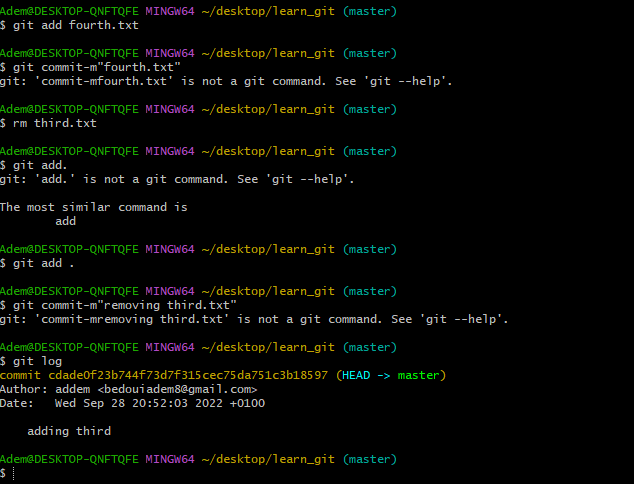 Adem@DESKTOP-QNFTQFE MINGW64 ~/desktop/learn_git (master)
$ git add fourth.txt
Adem@DESKTOP-QNFTQFE MINGW64 ~/desktop/learn_git (master)
$ git commit-m"fourth.txt"
git: 'commit-mfourth.txt' is not a git command. See 'git --help'.
Adem@DESKTOP-QNFTQFE MINGW64 ~/desktop/learn_git (master)
$ rm third.txt
Adem@DESKTOP-QNFTQFE MINGW64 ~/desktop/learn_git (master)
$ git add.
git: 'add.' is not a git command. See 'git --help'.
The most similar command is
add
Adem@DESKTOP-QNFTQFE MINGW64 ~/desktop/learn_git (master)
$ git add .
Adem@DESKTOP-QNFTQFE MINGW64 ~/desktop/learn_git (master)
$ git commit-m"removing third.txt"
git: 'commit-mremoving third.txt' is not a git command. See 'git --help'.
Adem@DESKTOP-QNFTQFE MINGW64 ~/desktop/learn_git (master)
$ git log
commit cdade0f23b744f73d7f315cec75da751c3b18597 (HEAD -> master)
Author: addem <bedouiadem8@gmail.com>
Date:   Wed Sep 28 20:52:03 2022 +0100
adding third
Adem@DESKTOP-QNFTQFE MINGW64 ~/desktop/learn_git (master)
$